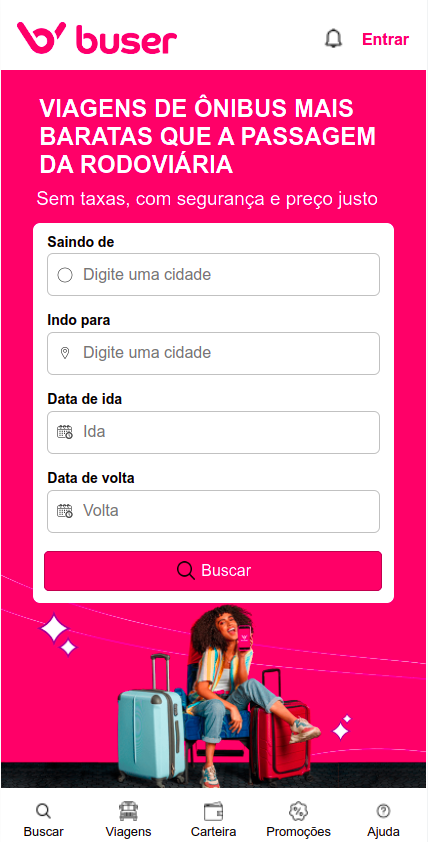 buser
Entrar
VIAGENS DE ÔNIBUS MAIS
BARATAS QUE A PASSAGEM
DA RODOVIÁRIA
Sem taxas, com segurança e preço justo
Saindo de
Digite uma cidade
Indo para
Digite uma cidade
Data de ida
Ida
Data de volta
Volta
Buscar
Buscar
Viagens
Carteira
Promoções
Ajuda